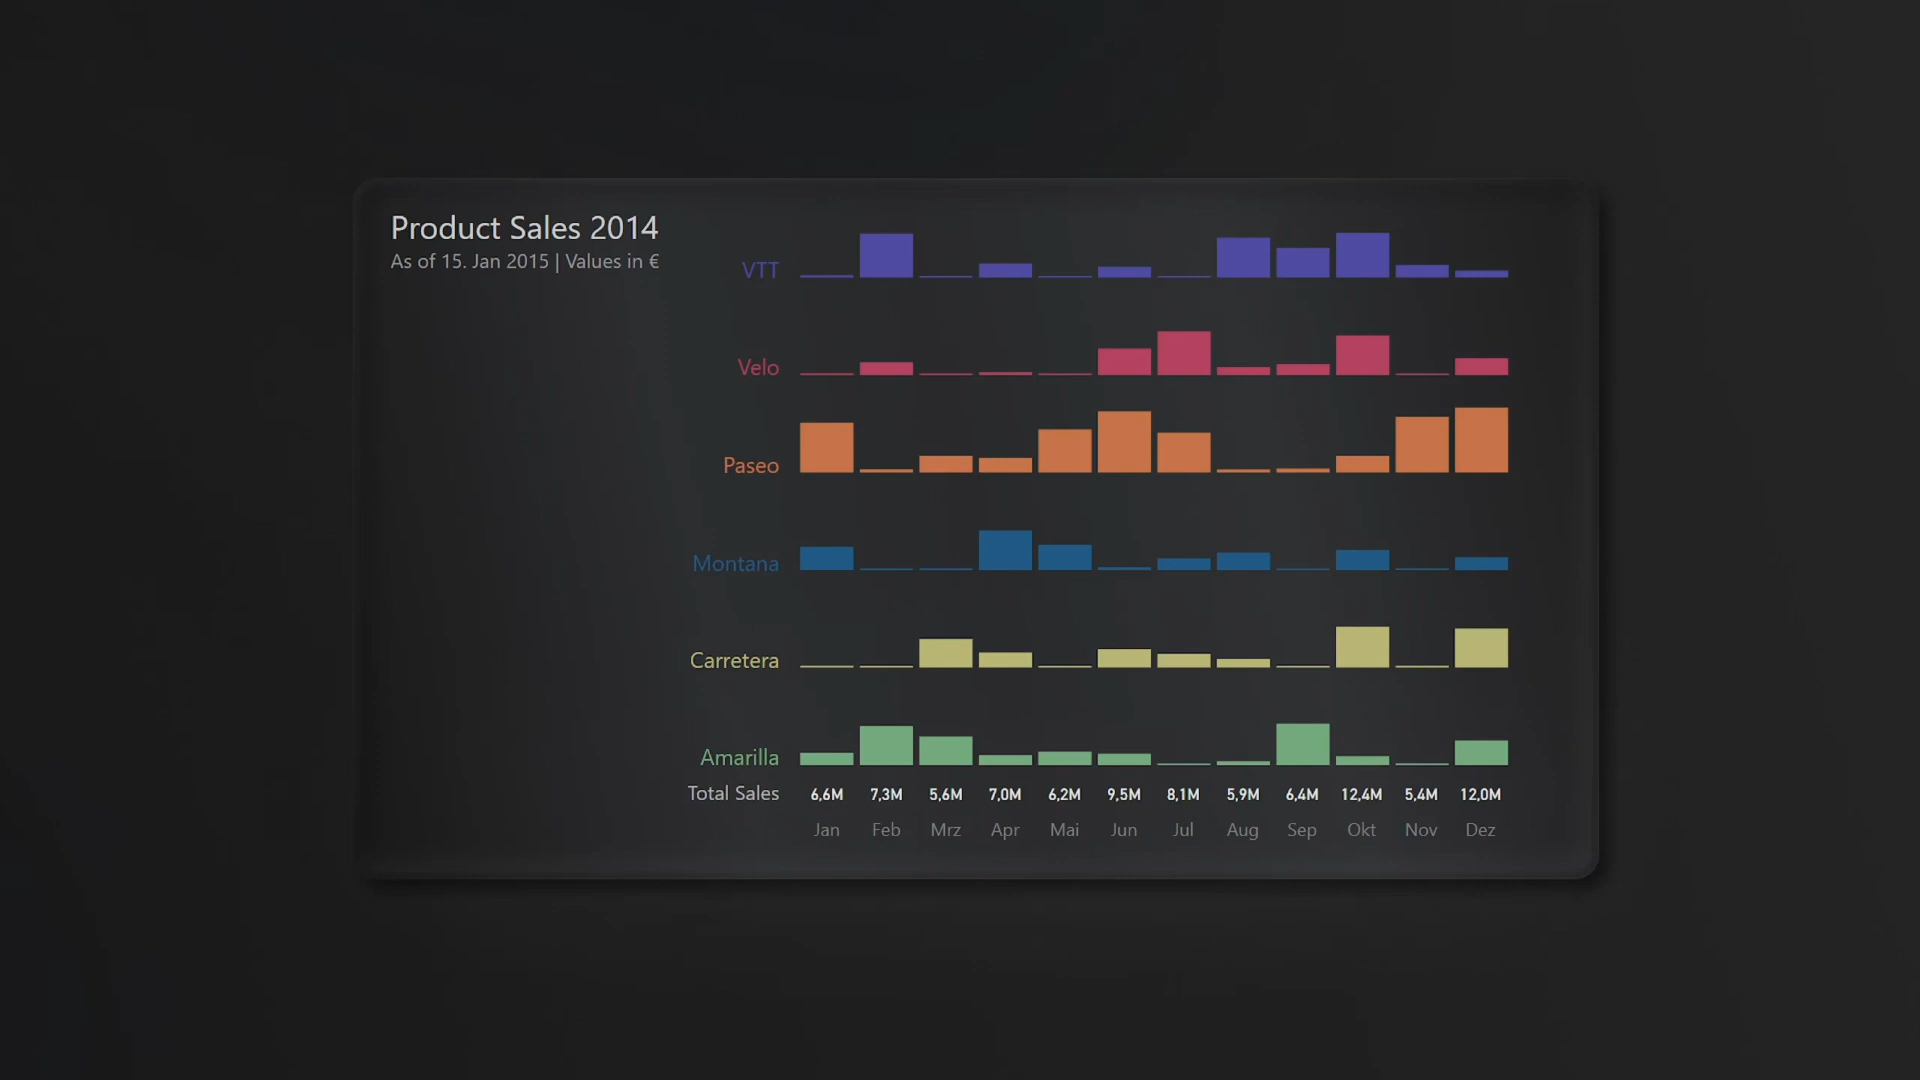 Product Sales 2014
As of 15. Jan 2015 | Values in €
VTT
Velo
Paseo
Montana
Carretera
Amarilla
Total Sales 6,6M 7,3M 5,6M 7,0M 6,2M 9,5M 8,1M 5,9M 6,4M 12,4M 5,4M 12,0M
Jan Feb Mrz Apr Mai Jun Jul Aug Sep Okt Nov Dez